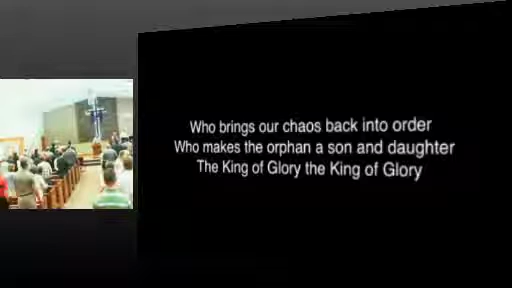 Who brings our chaos back into order
Who makes the orphan a son and daughter
The King of Glory the King of Glory